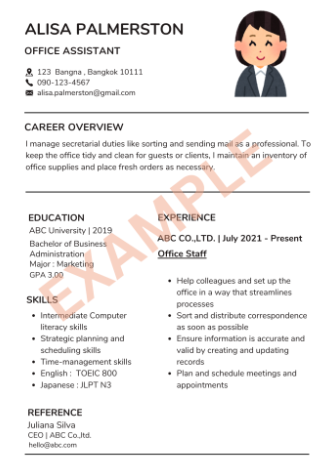 ALISA PALMERSTON
OFFICE ASSISTANT
123 Bangna , Bangkok 10111
090-123-4567
alisa.palmerston@gmail.com
CAREER OVERVIEW
I manage secretarial duties like sorting and sending mail as a professional. To
keep the office tidy and clean for guests or clients, I maintain an inventory of
office supplies and place fresh orders as necessary.
EXAMPLE
EDUCATION
ABC University | 2019
Bachelor of Business
Administration
Major : Marketing
GPA 3.00
SKILLS
Intermediate Computer
literacy skills
Strategic planning and
scheduling skills
Time-management skills
English : TOEIC 800
Japanese : JLPT N3
REFERENCE
Juliana Silva
CEO | ABC Co.,ltd.
hello@abc.com
EXPERIENCE
ABC CO.,LTD. | July 2021 - Present
Office Staff
Help colleagues and set up the
office in a way that streamlines
processes
Sort and distribute correspondence
as soon as possible
Ensure information is accurate and
valid by creating and updating
records
Plan and schedule meetings and
appointments